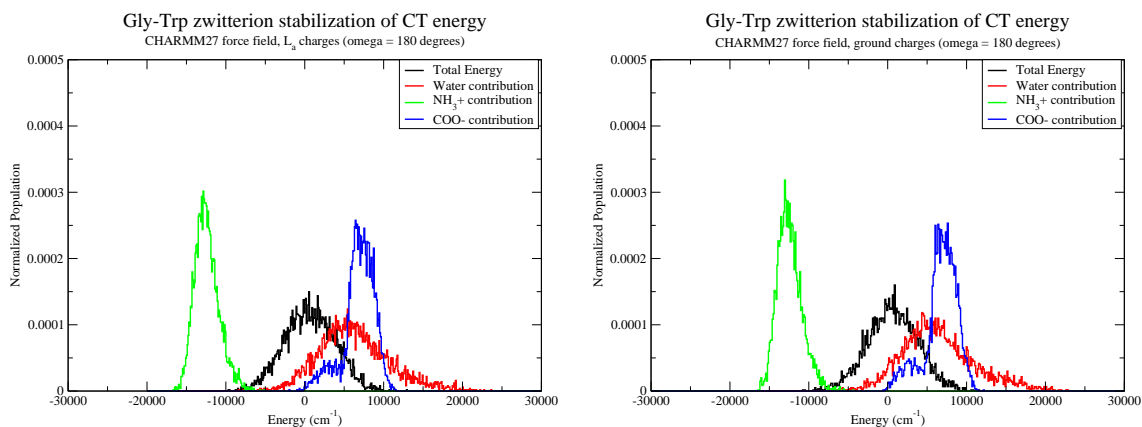 Gly-Trp zwitterion stabilization of CT energy
CHARMM27 force field, La charges (omega = 180 degrees)
0.0005
0.0004
0.0003
0.0002
0.0001
0
Normalized Population
Total Energy
Water contribution
NH3+ contribution
COO- contribution
-30000 -20000 -10000 0 10000 20000 30000
Energy (cm-1)
Gly-Trp zwitterion stabilization of CT energy
CHARMM27 force field, ground charges (omega = 180 degrees)
0.0005
0.0004
0.0003
0.0002
0.0001
0
Normalized Population
Total Energy
Water contribution
NH3+ contribution
COO- contribution
-30000 -20000 -10000 0 10000 20000 30000
Energy (cm-1)